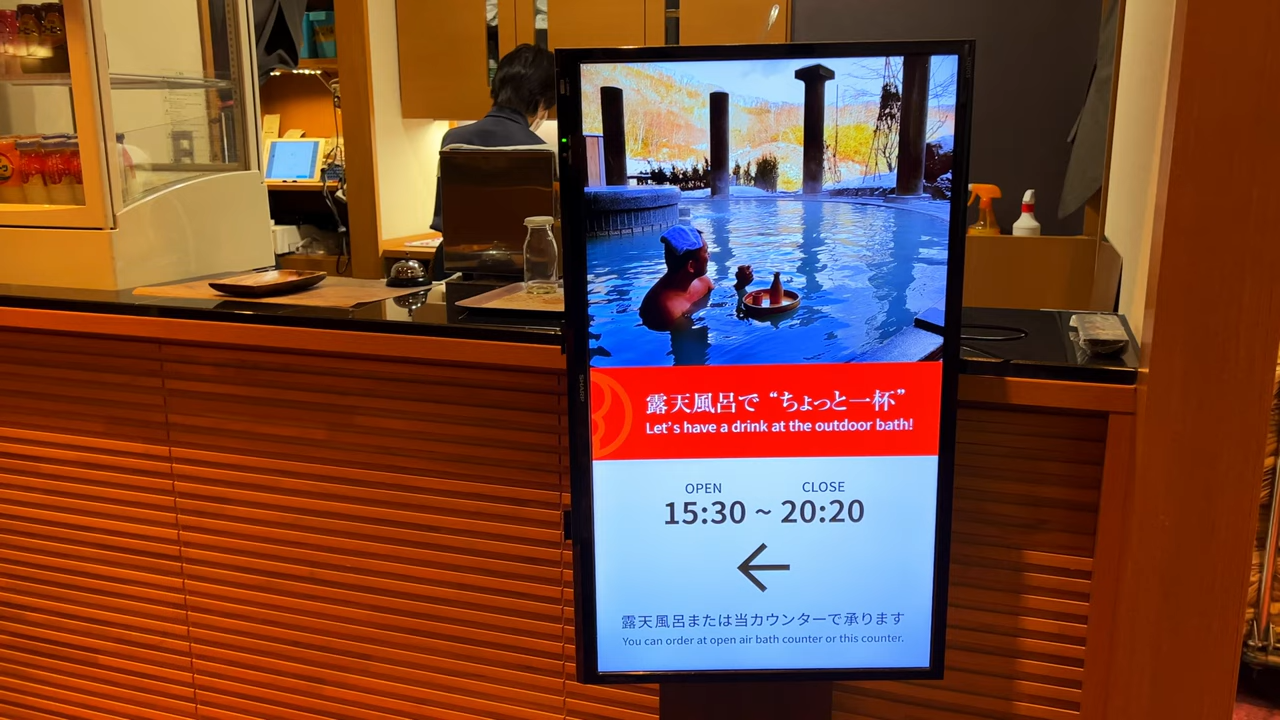 露天風呂で “ちょっと一杯”
Let's have a drink at the outdoor bath!
OPEN CLOSE
15:30 ~ 20:20
露天風呂または当カウンターで承ります
You can order at open air bath counter or this counter.
SHARP